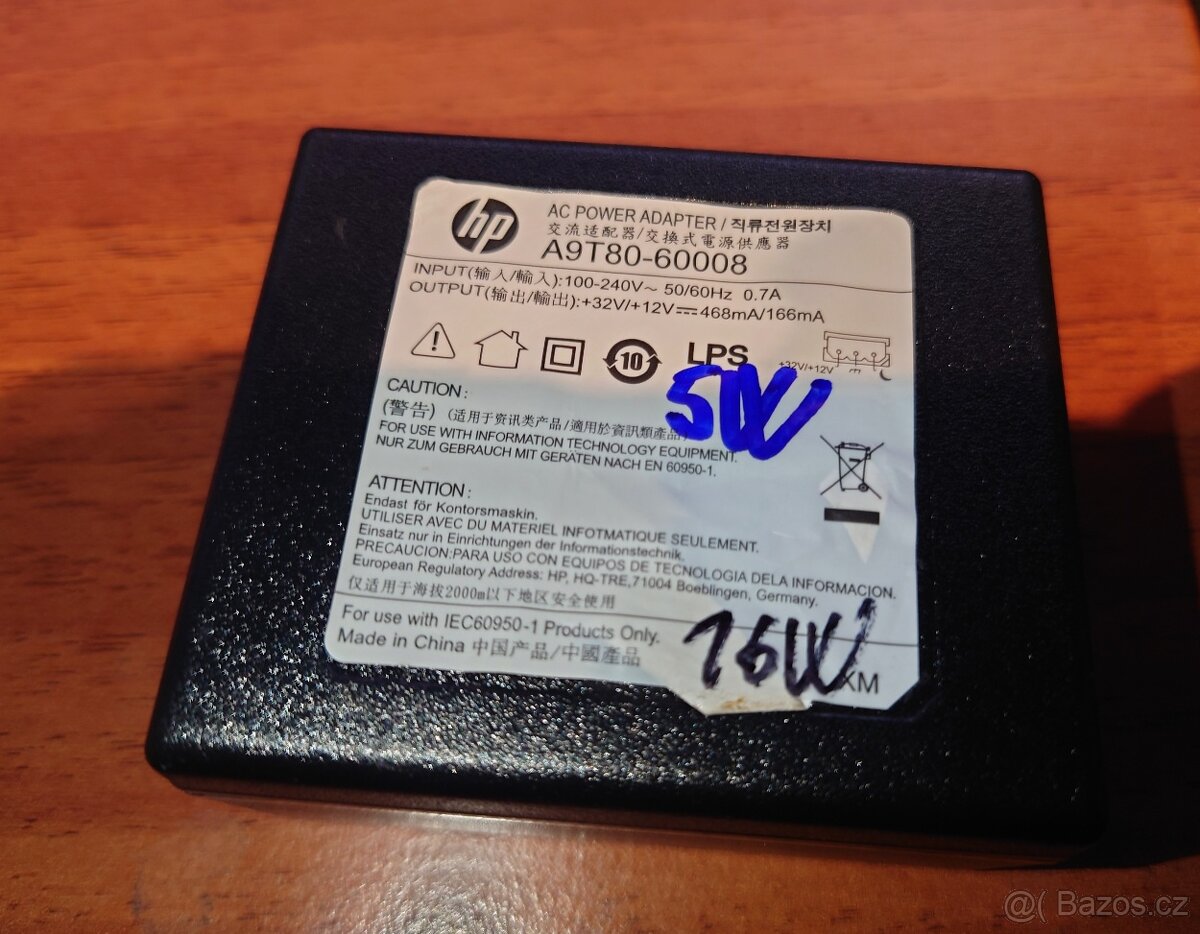 hp
AC POWER ADAPTER / 직류전원장치
交流适配器/交換式電源供應器
A9T80-60008
INPUT(输入/輸入):100-240V～ 50/60Hz 0.7A
OUTPUT(输出/輸出):+32V/+12V⎓468mA/166mA
10
LPS
+32V/+12V
5W
CAUTION:
(警告) (适用于资讯类产品/適用於資訊類產品)
FOR USE WITH INFORMATION TECHNOLOGY EQUIPMENT.
NUR ZUM GEBRAUCH MIT GERÄTEN NACH EN 60950-1.
ATTENTION:
Endast för Kontorsmaskin.
UTILISER AVEC DU MATERIEL INFOTMATIQUE SEULEMENT.
Einsatz nur in Einrichtungen der Informationstechnik.
PRECAUCION:PARA USO CON EQUIPOS DE TECNOLOGIA DELA INFORMACION.
European Regulatory Address: HP, HQ-TRE,71004 Boeblingen, Germany.
仅适用于海拔2000m以下地区安全使用
For use with IEC60950-1 Products Only.
Made in China 中国产品/中國產品
16W
XM
@( Bazos.cz